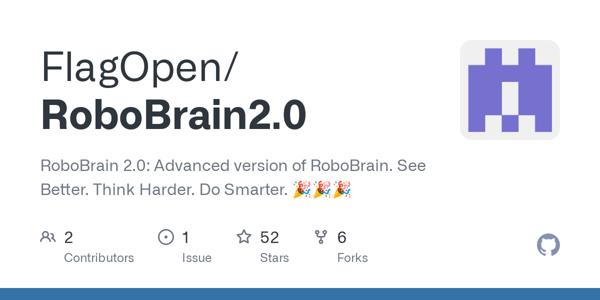 FlagOpen/
RoboBrain2.0
RoboBrain 2.0: Advanced version of RoboBrain. See
Better. Think Harder. Do Smarter. 🎉🎉🎉
2
Contributors
1
Issue
52
Stars
6
Forks